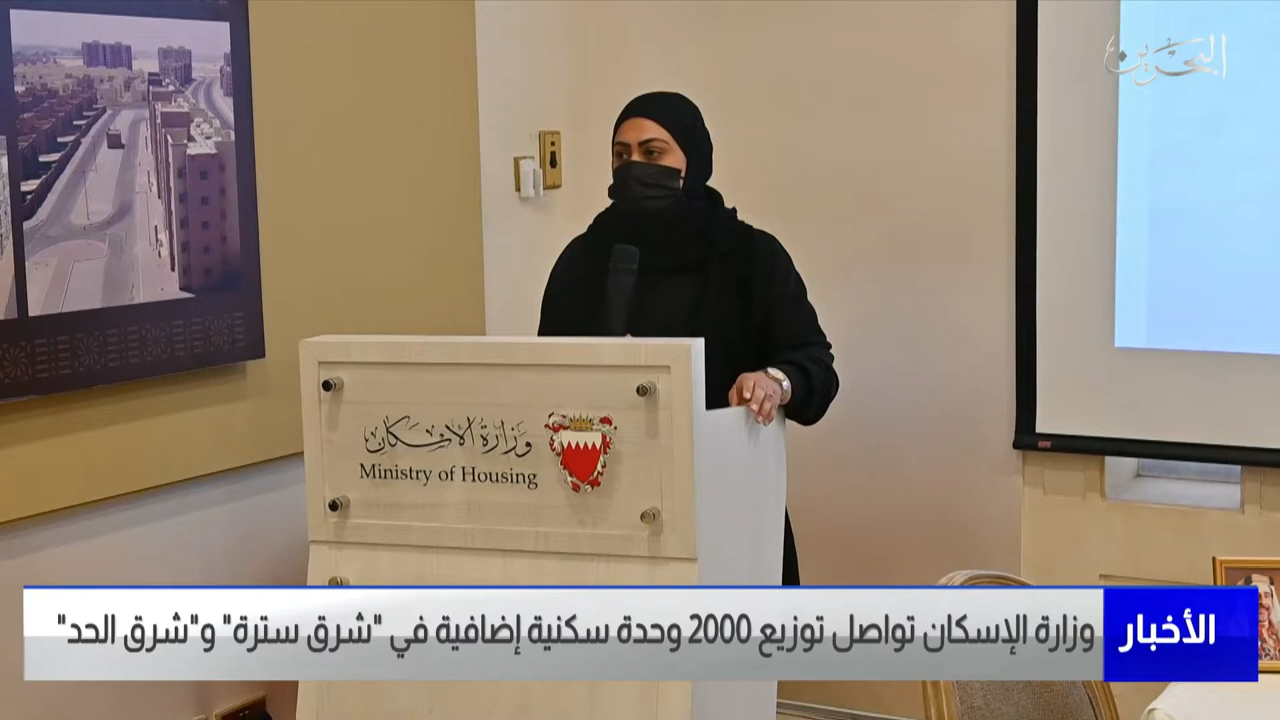 البحرين
وزارة الإسكان
Ministry of Housing
الأخبار
وزارة الإسكان تواصل توزيع 2000 وحدة سكنية إضافية في "شرق سترة" و"شرق الحد"